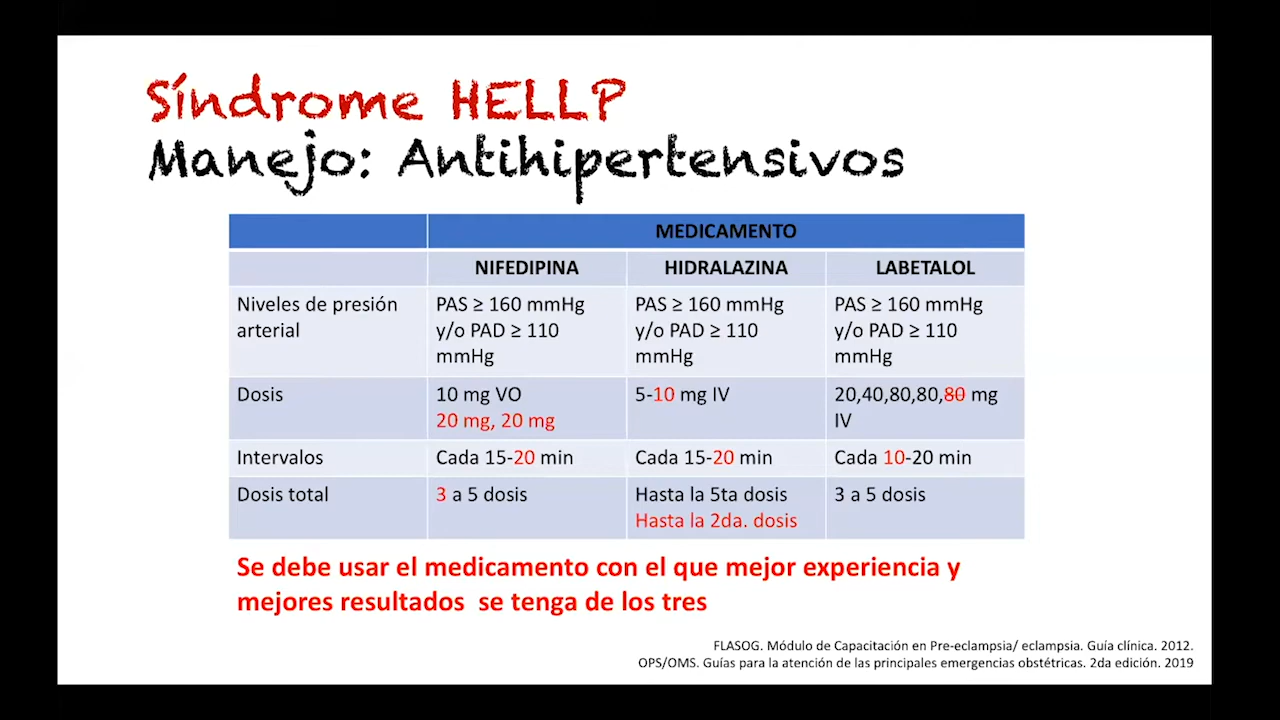 Síndrome HELLP
Manejo: Antihipertensivos
MEDICAMENTO
NIFEDIPINA HIDRALAZINA LABETALOL
Niveles de presión arterial
PAS ≥ 160 mmHg
y/o PAD ≥ 110
mmHg
PAS ≥ 160 mmHg
y/o PAD ≥ 110
mmHg
PAS ≥ 160 mmHg
y/o PAD ≥ 110
mmHg
Dosis
10 mg VO
20 mg, 20 mg
5-10 mg IV
20,40,80,80,80 mg
IV
Intervalos
Cada 15-20 min
Cada 15-20 min
Cada 10-20 min
Dosis total
3 a 5 dosis
Hasta la 5ta dosis
Hasta la 2da. dosis
3 a 5 dosis
Se debe usar el medicamento con el que mejor experiencia y
mejores resultados se tenga de los tres
FLASOG. Módulo de Capacitación en Pre-eclampsia/ eclampsia. Guía clínica. 2012.
OPS/OMS. Guías para la atención de las principales emergencias obstétricas. 2da edición. 2019